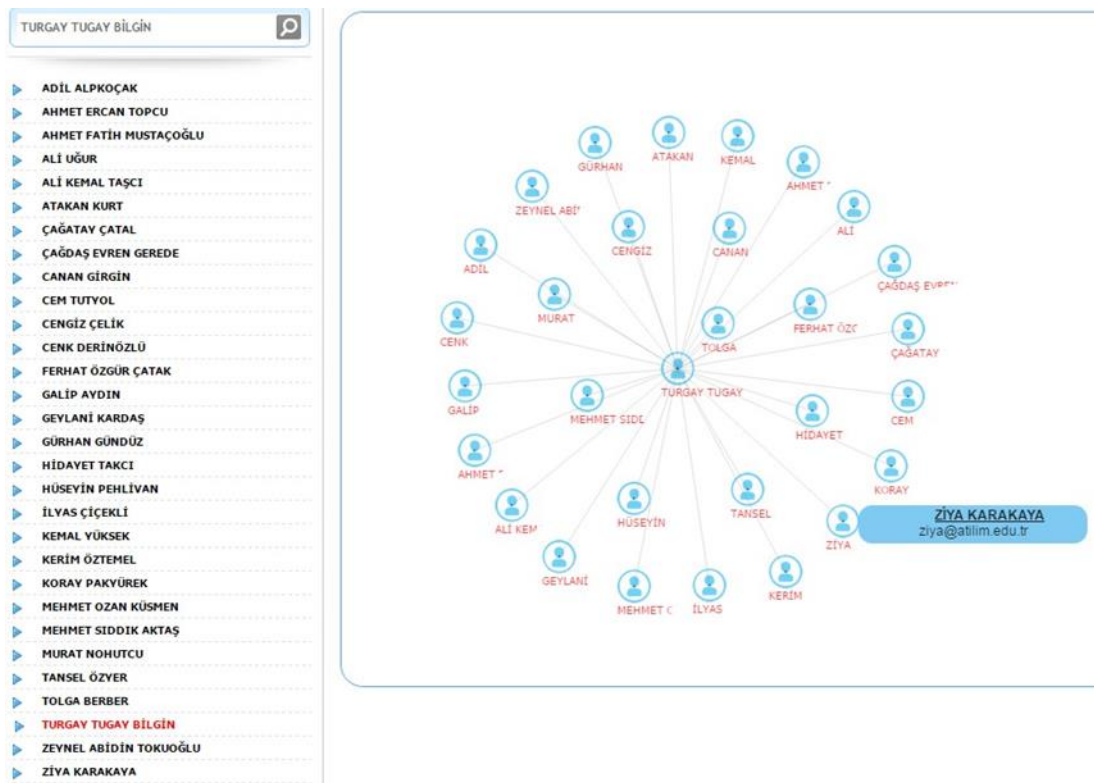 TURGAY TUGAY BİLGİN
ADİL ALPKOÇAK
AHMET ERCAN TOPCU
AHMET FATİH MUSTAÇOĞLU
ALİ UĞUR
ALİ KEMAL TAŞCI
ATAKAN KURT
ÇAĞATAY ÇATAL
ÇAĞDAŞ EVREN GEREDE
CANAN GİRGİN
CEM TUTYOL
CENGİZ ÇELİK
CENK DERİNÖZLÜ
FERHAT ÖZGÜR ÇATAK
GALİP AYDIN
GEYLANİ KARDAŞ
GÜRHAN GÜNDÜZ
HİDAYET TAKCI
HÜSEYİN PEHLİVAN
İLYAS ÇİÇEKLİ
KEMAL YÜKSEK
KERİM ÖZTEMEL
KORAY PAKYÜREK
MEHMET OZAN KÜSMEN
MEHMET SIDDIK AKTAŞ
MURAT NOHUTCU
TANSEL ÖZYER
TOLGA BERBER
TURGAY TUGAY BİLGİN
ZEYNEL ABİDİN TOKUOĞLU
ZİYA KARAKAYA
ATAKAN
KEMAL
GÜRHAN
AHMET
ZEYNEL ABİ
ALİ
CENGİZ
CANAN
ADİL
ÇAĞDAŞ EVREN
MURAT
FERHAT ÖZG
CENK
TOLGA
ÇAĞATAY
TURGAY TUGAY
GALİP
MEHMET SIDD
CEM
HİDAYET
AHMET
KORAY
ALİ KEM
HÜSEYİN
TANSEL
ZİYA
ZİYA KARAKAYA
ziya@atilim.edu.tr
GEYLANİ
MEHMET O
İLYAS
KERİM